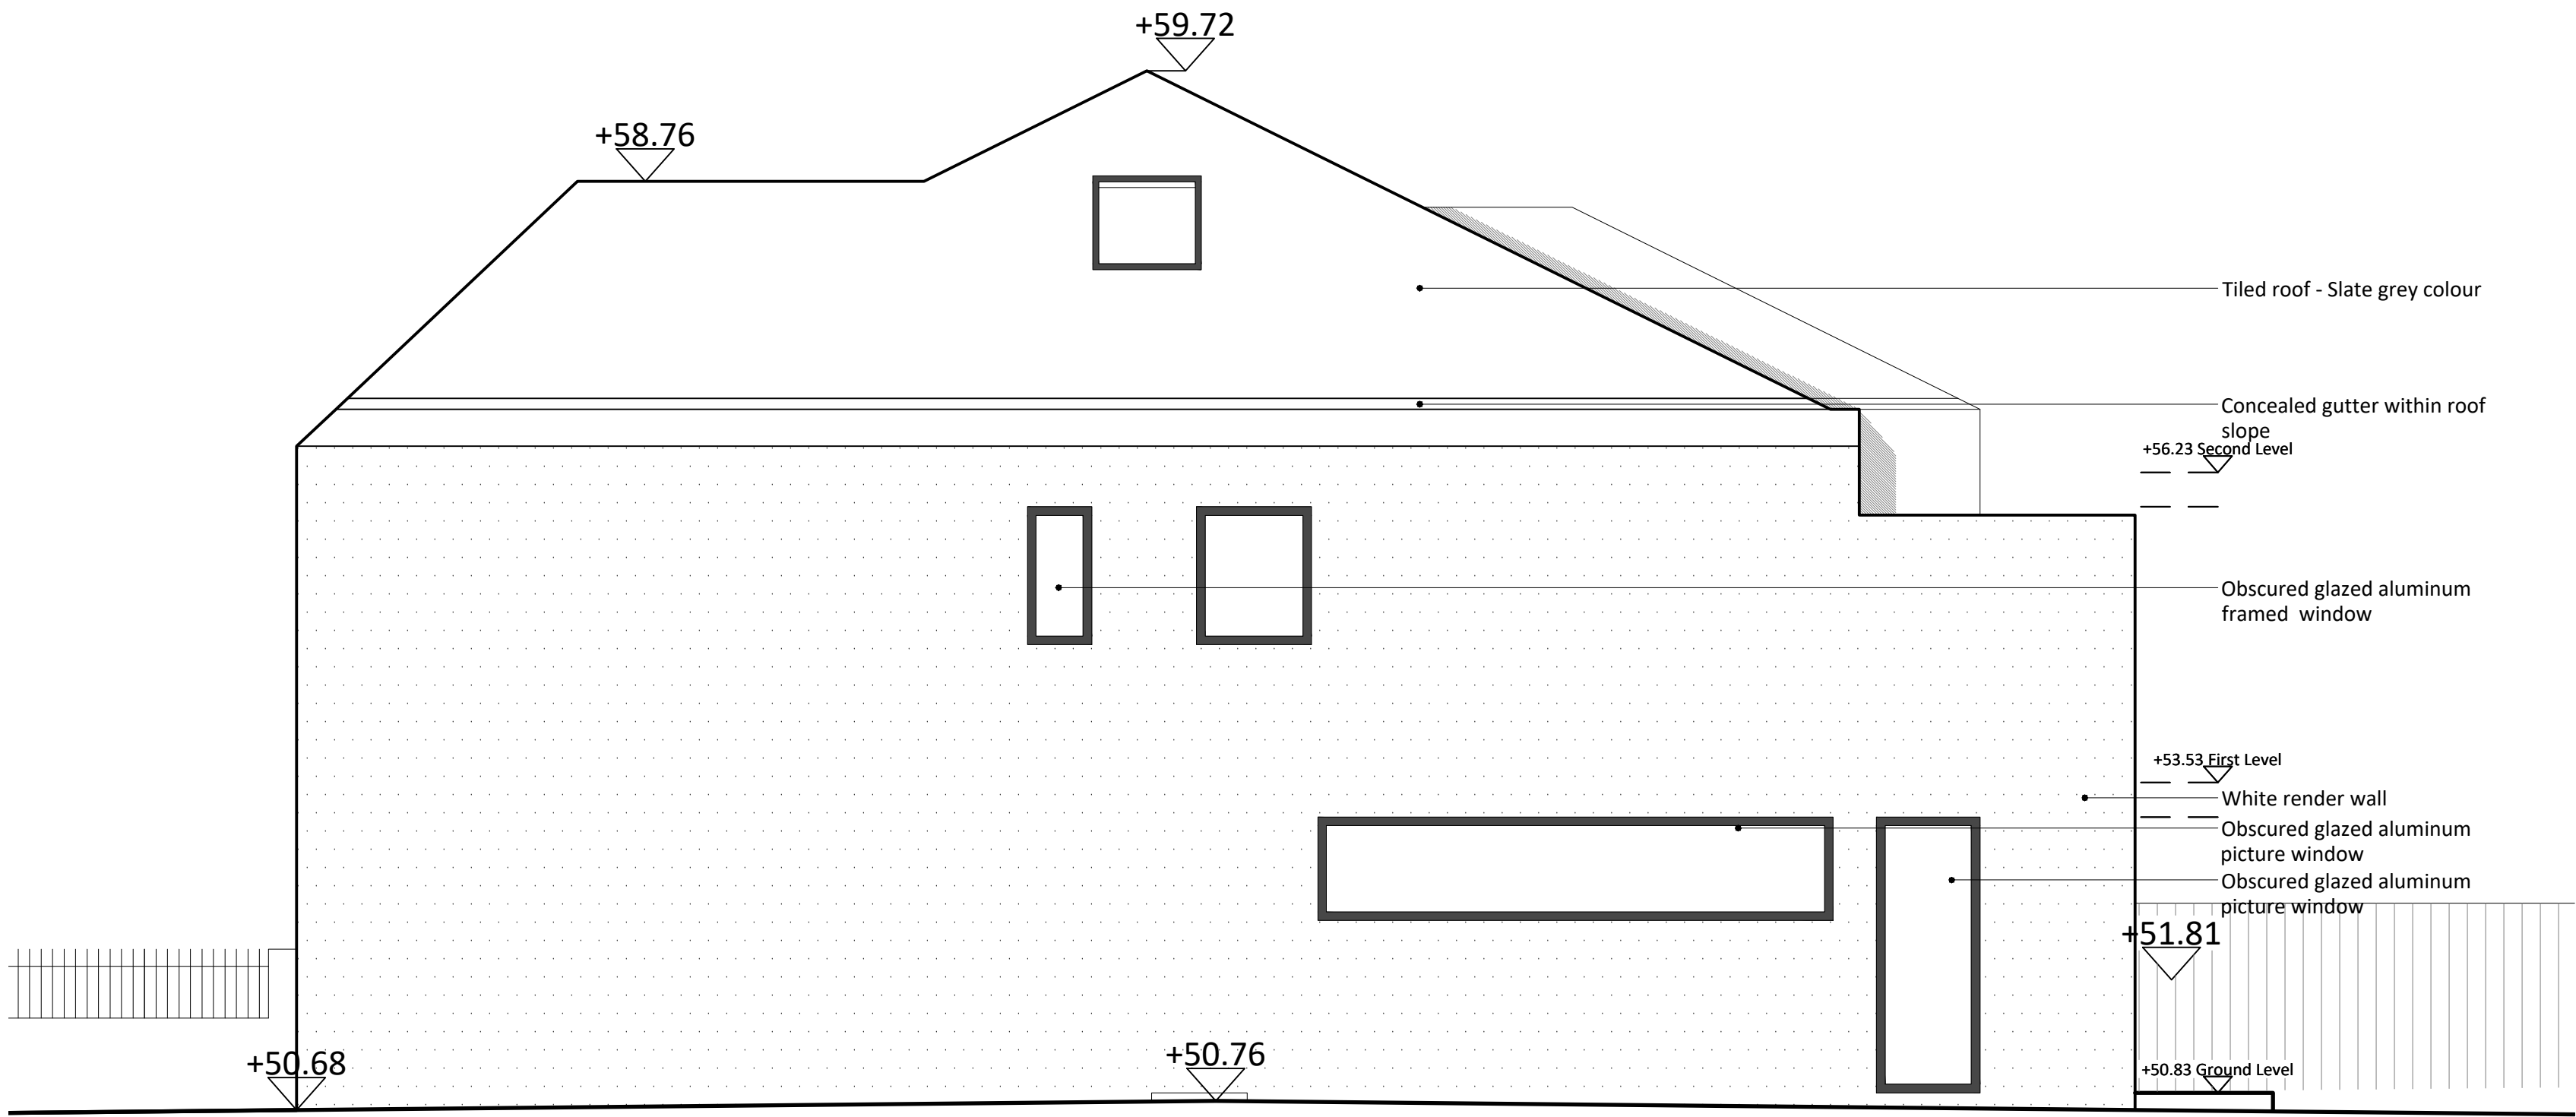 +59.72
+58.76
Tiled roof - Slate grey colour
Concealed gutter within roof
slope
+56.23 Second Level
Obscured glazed aluminum
framed  window
+53.53 First Level
White render wall
Obscured glazed aluminum
picture window
Obscured glazed aluminum
picture window
+51.81
+50.68
+50.76
+50.83 Ground Level